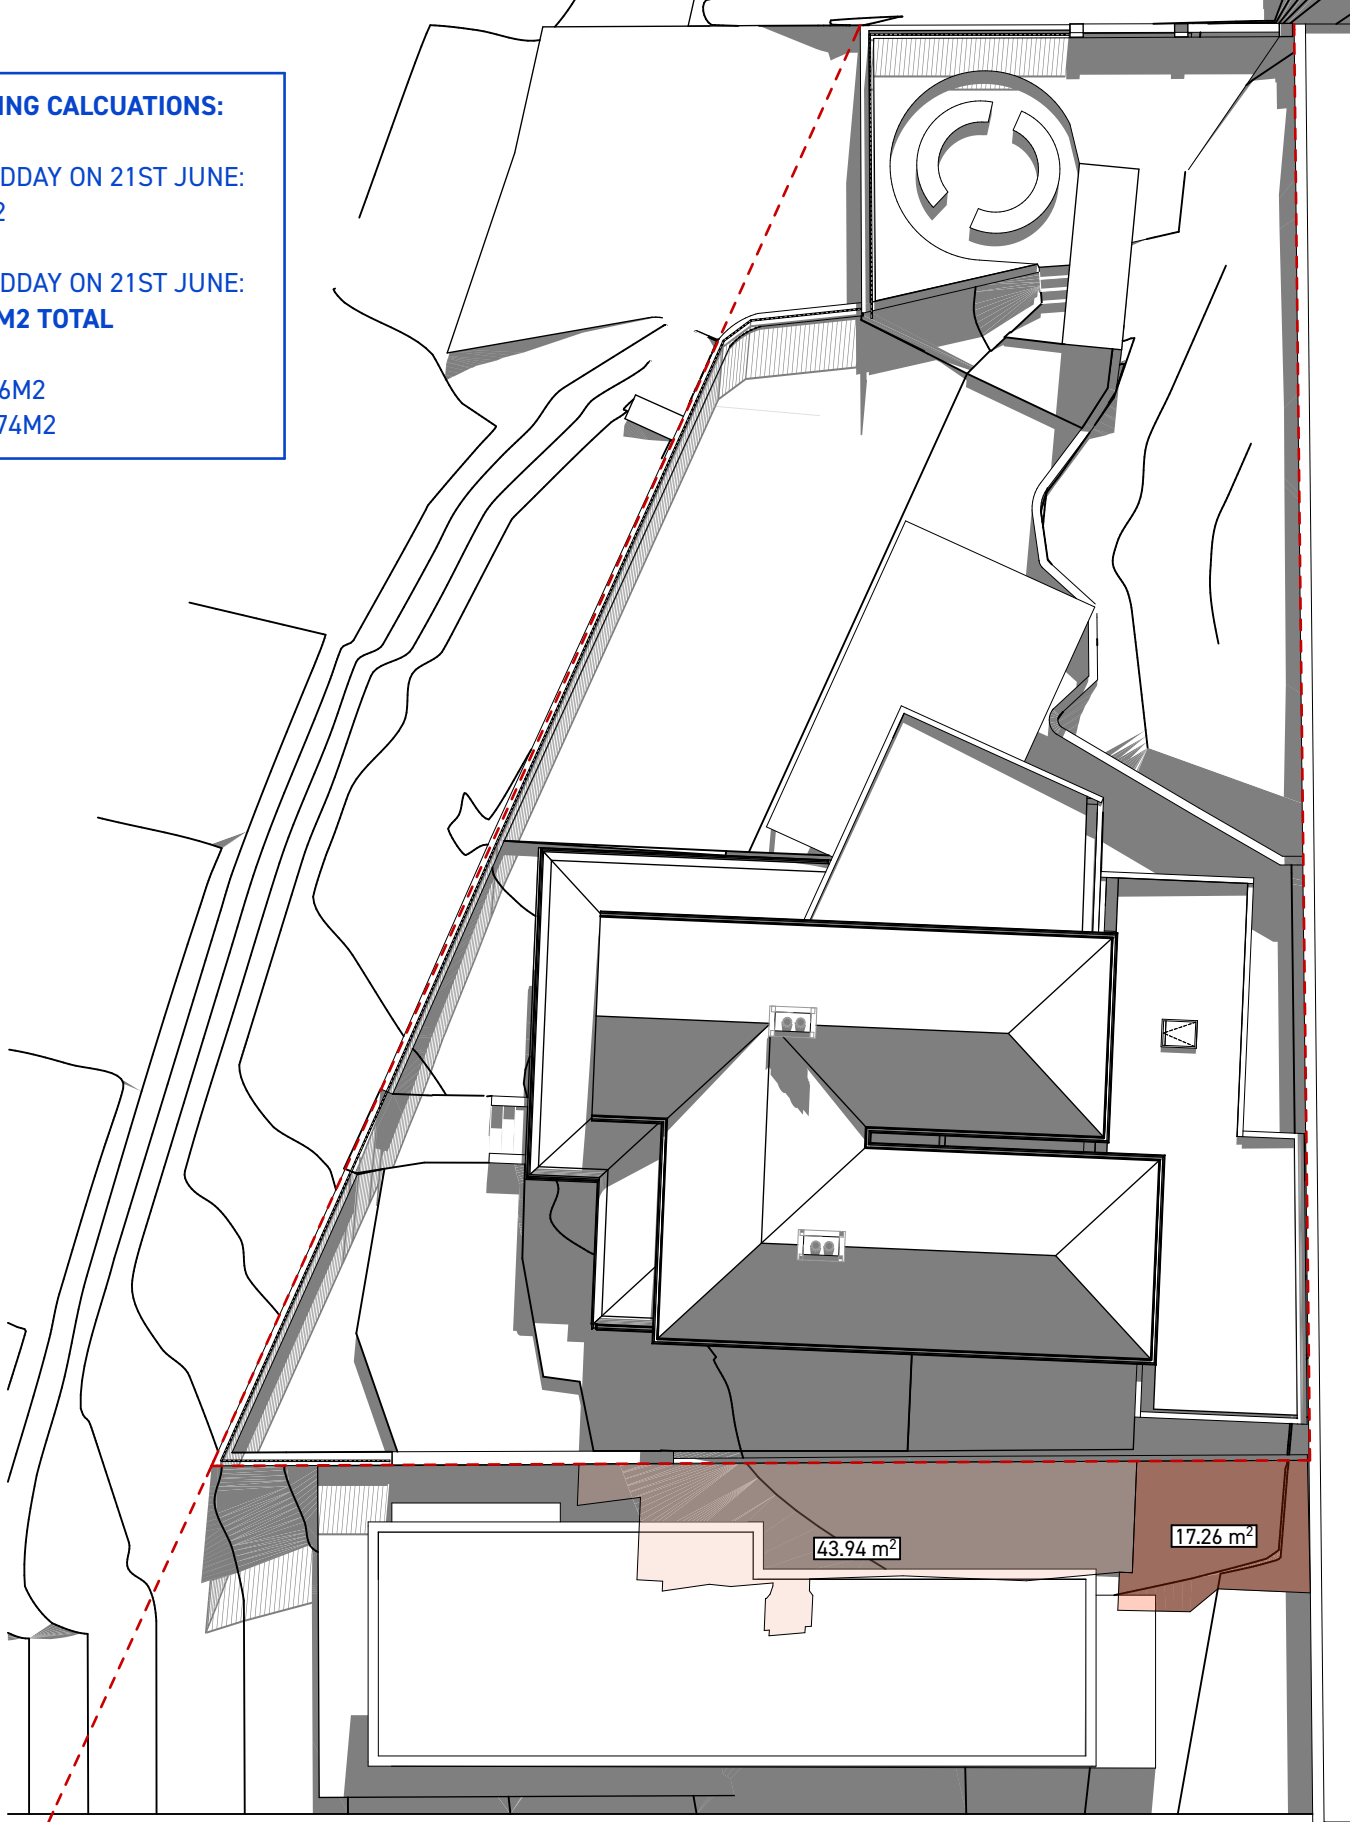 ING CALCUATIONS:
DDAY ON 21ST JUNE:
2
DDAY ON 21ST JUNE:
M2 TOTAL
6M2
74M2
43.94 m²
17.26 m²